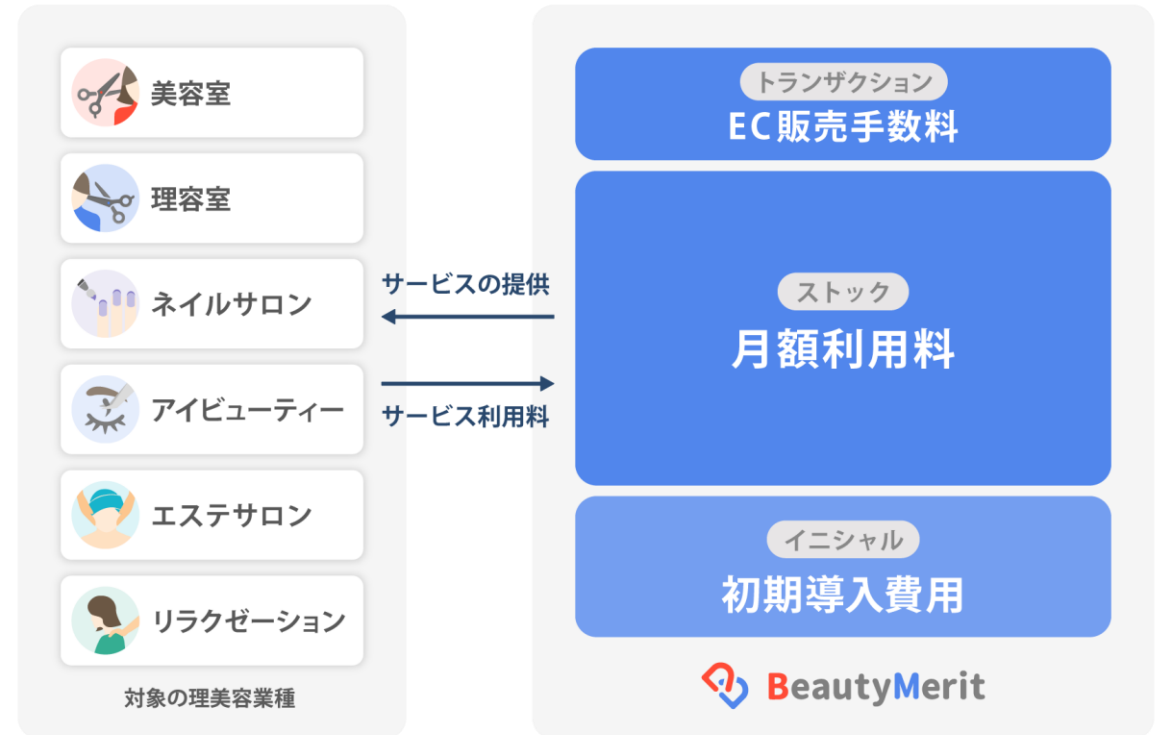 美容室
理容室
ネイルサロン
アイビューティー
エステサロン
リラクゼーション
対象の理美容業種
サービスの提供
サービス利用料
トランザクション
EC販売手数料
ストック
月額利用料
イニシャル
初期導入費用
BeautyMerit